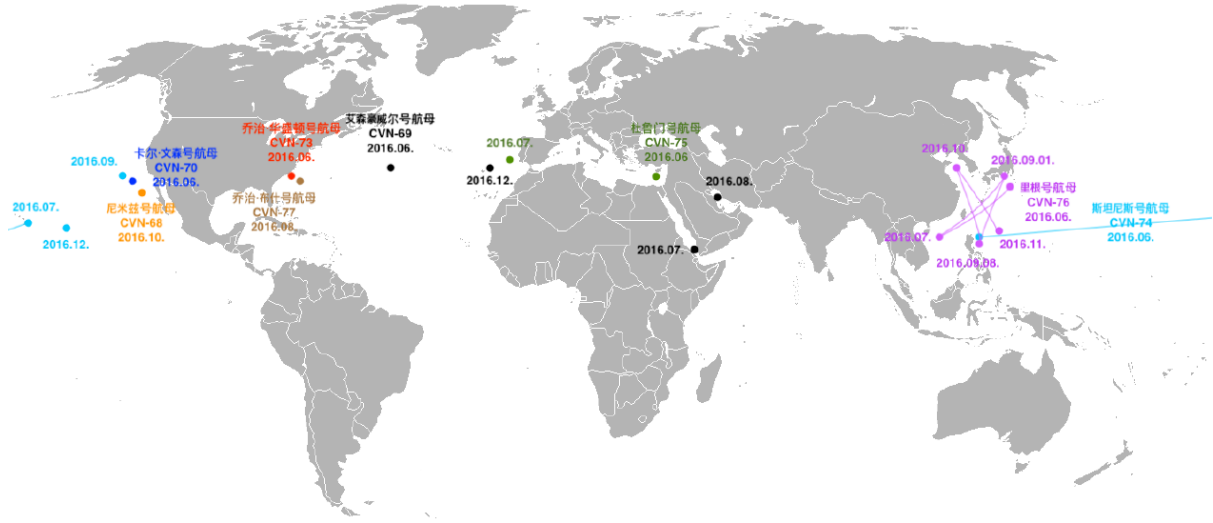 2016.09.
卡尔·文森号航母
CVN-70
2016.06.
2016.07.
2016.12.
尼米兹号航母
CVN-68
2016.10.
乔治·华盛顿号航母
CVN-73
2016.06.
乔治·布什号航母
CVN-77
2016.08.
艾森豪威尔号航母
CVN-69
2016.06.
2016.12.
2016.07.
杜鲁门号航母
CVN-75
2016.06
2016.08.
2016.07.
2016.10.
2016.09.01.
里根号航母
CVN-76
2016.06.
2016.07.
2016.11.
2016.09.08.
斯坦尼斯号航母
CVN-74
2016.06.